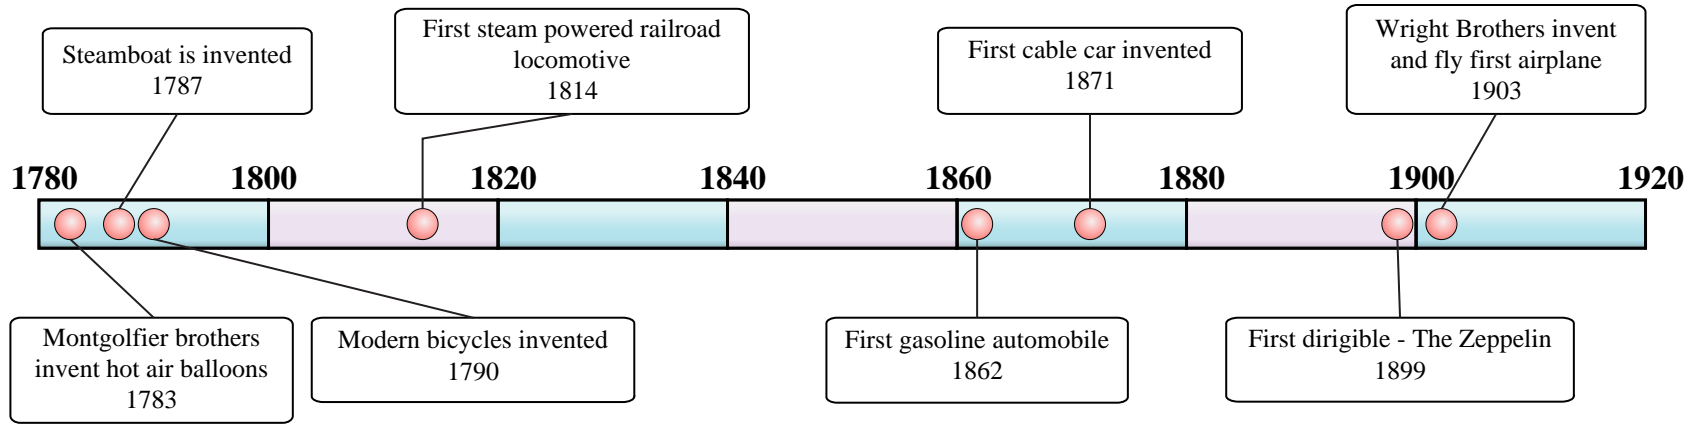 Steamboat is invented
1787
First steam powered railroad
locomotive
1814
First cable car invented
1871
Wright Brothers invent
and fly first airplane
1903
1780 1800 1820 1840 1860 1880 1900 1920
Montgolfier brothers
invent hot air balloons
1783
Modern bicycles invented
1790
First gasoline automobile
1862
First dirigible - The Zeppelin
1899